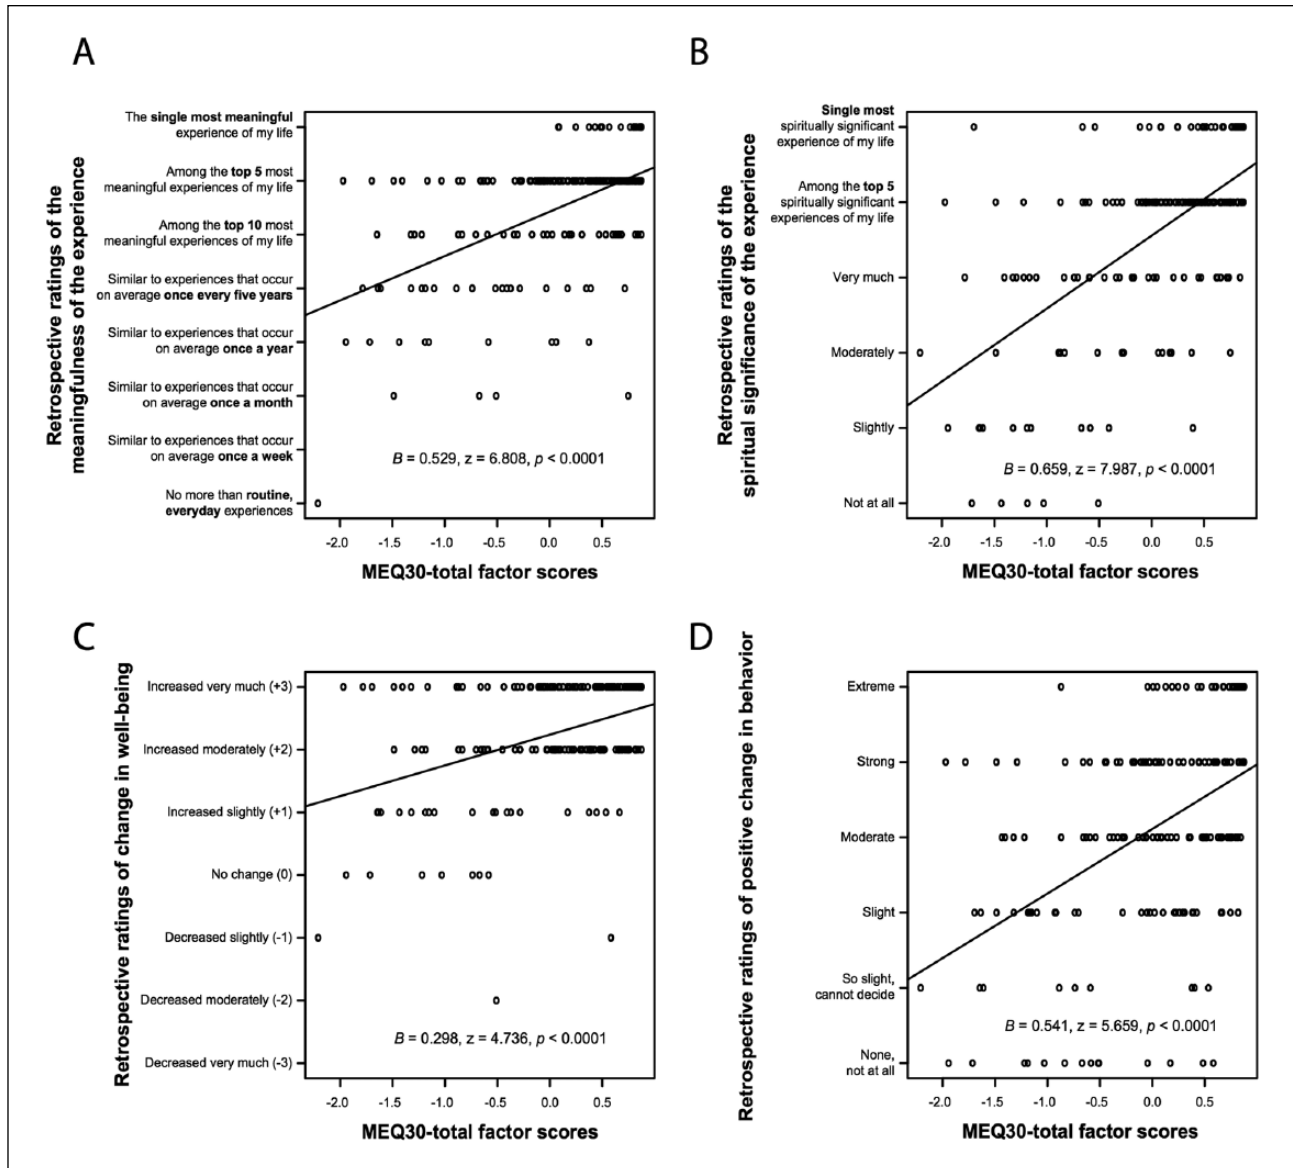 A
Retrospective ratings of the
meaningfulness of the experience
The single most meaningful
experience of my life
Among the top 5 most
meaningful experiences of my life
Among the top 10 most
meaningful experiences of my life
Similar to experiences that occur
on average once every five years
Similar to experiences that occur
on average once a year
Similar to experiences that occur
on average once a month
Similar to experiences that occur
on average once a week
No more than routine,
everyday experiences
B = 0.529, z = 6.808, p < 0.0001
-2.0 -1.5 -1.0 -0.5 0.0 0.5
MEQ30-total factor scores
B
Retrospective ratings of the
spiritual significance of the experience
Single most
spiritually significant
experience of my life
Among the top 5
spiritually significant
experiences of my life
Very much
Moderately
Slightly
Not at all
B = 0.659, z = 7.987, p < 0.0001
-2.0 -1.5 -1.0 -0.5 0.0 0.5
MEQ30-total factor scores
C
Retrospective ratings of change in well-being
Increased very much (+3)
Increased moderately (+2)
Increased slightly (+1)
No change (0)
Decreased slightly (-1)
Decreased moderately (-2)
Decreased very much (-3)
B = 0.298, z = 4.736, p < 0.0001
-2.0 -1.5 -1.0 -0.5 0.0 0.5
MEQ30-total factor scores
D
Retrospective ratings of positive change in behavior
Extreme
Strong
Moderate
Slight
So slight,
cannot decide
None,
not at all
B = 0.541, z = 5.659, p < 0.0001
-2.0 -1.5 -1.0 -0.5 0.0 0.5
MEQ30-total factor scores